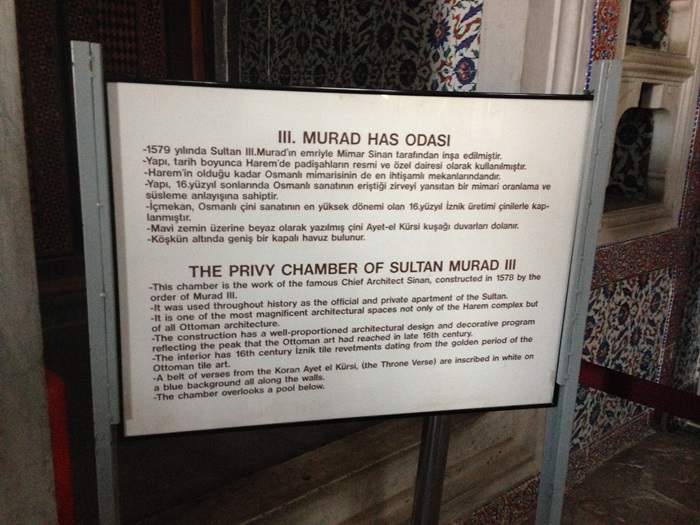 III. MURAD HAS ODASI
-1579 yılında Sultan III.Murad'ın emriyle Mimar Sinan tarafından inşa edilmiştir.
-Yapı, tarih boyunca Harem'de padişahların resmi ve özel dairesi olarak kullanılmıştır.
-Harem'in olduğu kadar Osmanlı mimarisinin de en ihtişamlı mekanlarındandır.
-Yapı, 16.yüzyıl sonlarında Osmanlı sanatının eriştiği zirveyi yansıtan bir mimari oranlama ve
süsleme anlayışına sahiptir.
-İçmekan, Osmanlı çini sanatının en yüksek dönemi olan 16.yüzyıl İznik üretimi çinilerle kap-
lanmıştır.
-Mavi zemin üzerine beyaz olarak yazılmış çini Ayet-el Kürsi kuşağı duvarları dolanır.
-Köşkün altında geniş bir kapalı havuz bulunur.
THE PRIVY CHAMBER OF SULTAN MURAD III
-This chamber is the work of the famous Chief Architect Sinan, constructed in 1578 by the
order of Murad III.
-It was used throughout history as the official and private apartment of the Sultan.
-It is one of the most magnificent architectural spaces not only of the Harem complex but
of all Ottoman architecture.
-The construction has a well-proportioned architectural design and decorative program
reflecting the peak that the Ottoman art had reached in late 16th century.
-The interior has 16th century İznik tile revetments dating from the golden period of the
Ottoman tile art.
-A belt of verses from the Koran Ayet el Kürsi, (the Throne Verse) are inscribed in white on
a blue background all along the walls.
-The chamber overlooks a pool below.